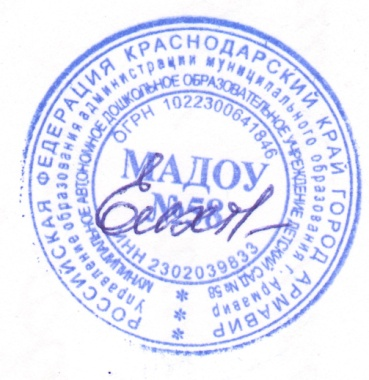 РОССИЙСКАЯ ФЕДЕРАЦИЯ КРАСНОДАРСКИЙ КРАЙ ГОРОД АРМАВИР
Управление образования администрации муниципального образования г. Армавир
МУНИЦИПАЛЬНОЕ АВТОНОМНОЕ ДОШКОЛЬНОЕ ОБРАЗОВАТЕЛЬНОЕ УЧРЕЖДЕНИЕ ДЕТСКИЙ САД № 58
ОГРН 1022300641846
МАДОУ
№58
ИНН 2302039833
* * *